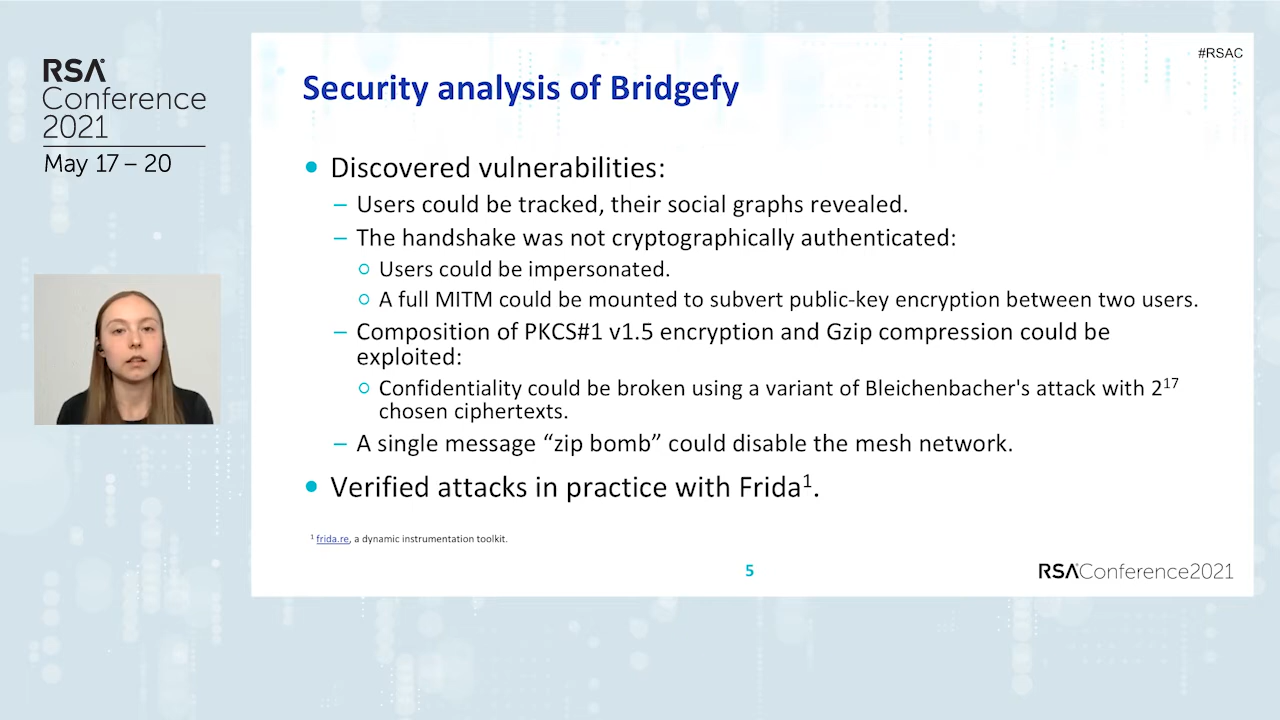 #RSAC
RSA
Conference
2021
May 17 – 20
Security analysis of Bridgefy
• Discovered vulnerabilities:
– Users could be tracked, their social graphs revealed.
– The handshake was not cryptographically authenticated:
○ Users could be impersonated.
○ A full MITM could be mounted to subvert public-key encryption between two users.
– Composition of PKCS#1 v1.5 encryption and Gzip compression could be
exploited:
○ Confidentiality could be broken using a variant of Bleichenbacher's attack with 2¹⁷
chosen ciphertexts.
– A single message “zip bomb” could disable the mesh network.
• Verified attacks in practice with Frida¹.
¹ frida.re, a dynamic instrumentation toolkit.
5
RSAConference2021